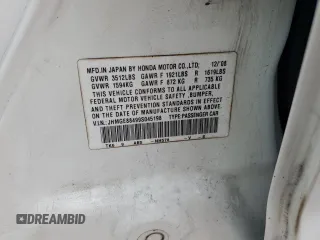 MFD. IN JAPAN BY HONDA MOTOR CO.,LTD; 12/'08
GVWR 3512LBS GAWR F 1921LBS R 1619LBS
GVWR 1594KG GAWR F 872 KG R 735 KG
THIS VEHICLE CONFORMS TO ALL APPLICABLE
FEDERAL MOTOR VEHICLE SAFETY ,BUMPER,
AND THEFT PREVENTION STANDARDS IN EFFECT
ON THE DATE OF MANUFACTURE SHOWN ABOVE.
V.I.N.: TYPE:PASSENGER CAR
AUTOBIDCAR